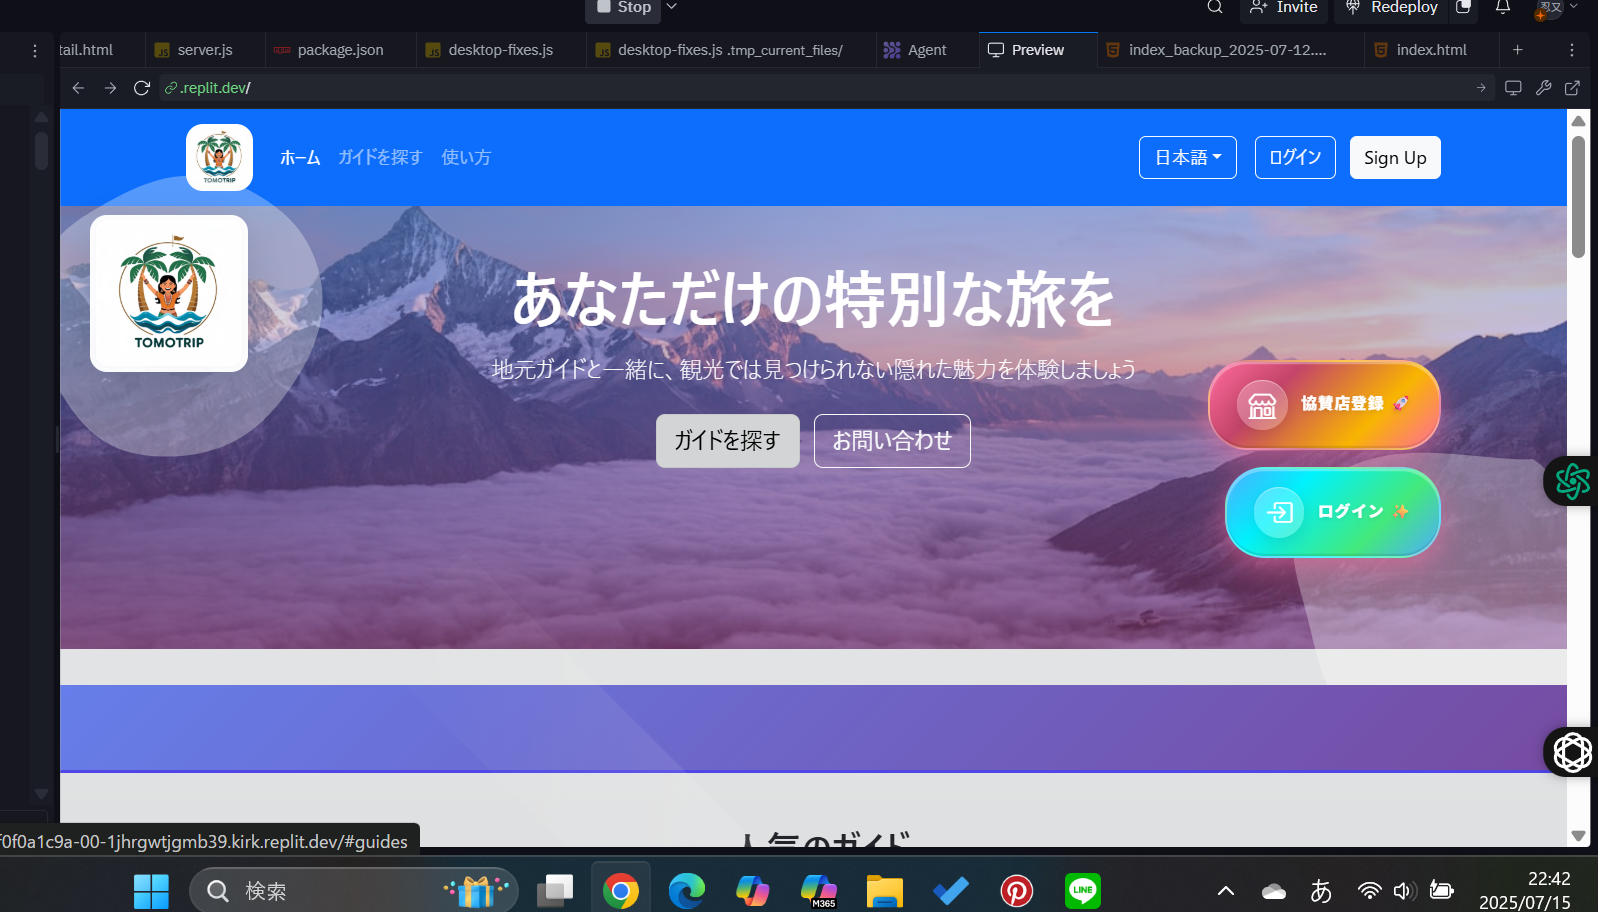 Stop
Invite
Redeploy
tail.html
server.js
package.json
desktop-fixes.js
desktop-fixes.js .tmp_current_files/
Agent
Preview
index_backup_2025-07-12....
index.html
.replit.dev/
TOMOTRIP
ホーム
ガイドを探す
使い方
日本語
ログイン
Sign Up
TOMOTRIP
あなただけの特別な旅を
地元ガイドと一緒に、観光では見つけられない隠れた魅力を体験しましょう
ガイドを探す
お問い合わせ
協賛店登録 🚀
ログイン ✨
人気のガイド
f0f0a1c9a-00-1jhrgwtjgmb39.kirk.replit.dev/#guides
検索
M365
LINE
あ
22:42
2025/07/15